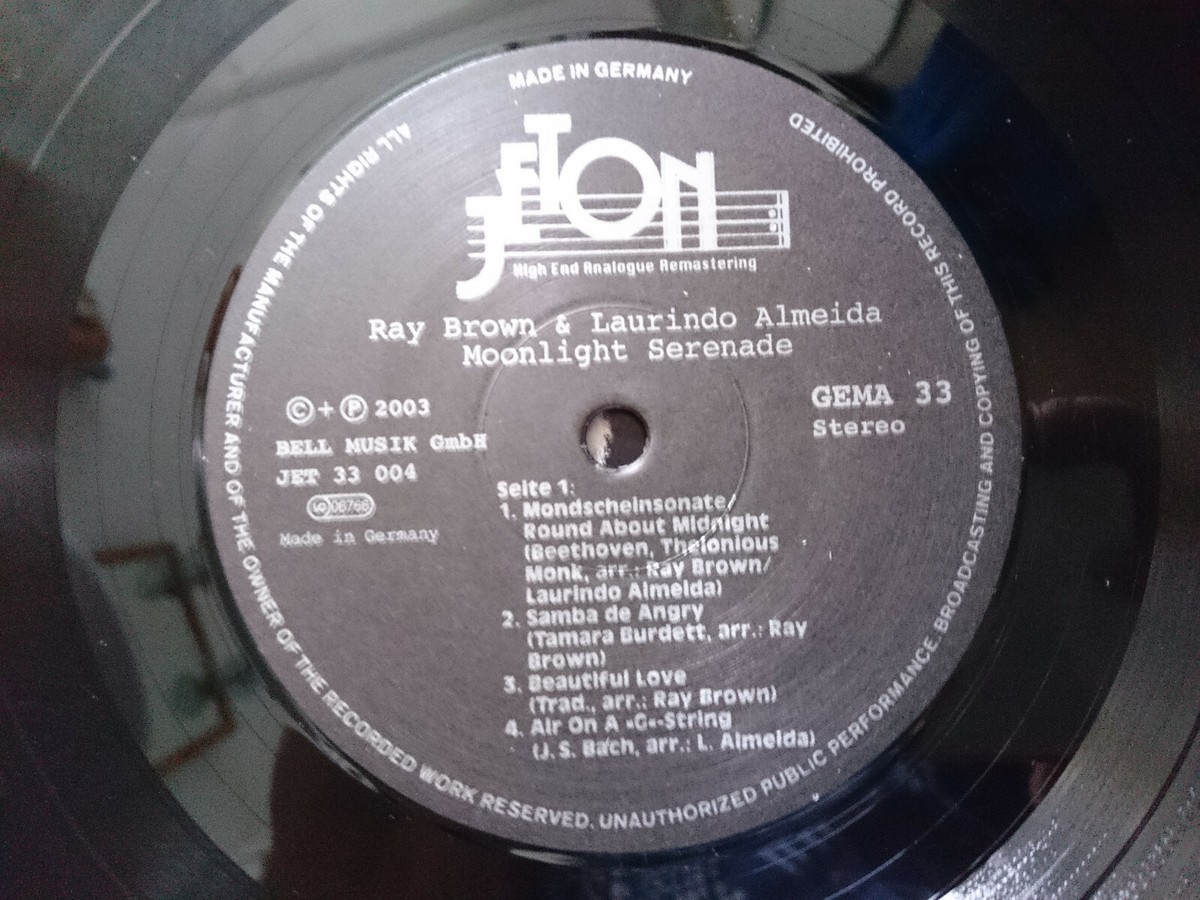 MADE IN GERMANY
JETON
High End Analogue Remastering
Ray Brown & Laurindo Almeida
Moonlight Serenade
© + ℗ 2003
BELL MUSIK GmbH
JET 33 004
LC 08768
Made in Germany
GEMA 33
Stereo
Seite 1:
1. Mondscheinsonate,
Round About Midnight
(Beethoven, Thelonious
Monk, arr.: Ray Brown/
Laurindo Almeida)
2. Samba de Angry
(Tamara Burdett, arr.: Ray
Brown)
3. Beautiful Love
(Trad., arr.: Ray Brown)
4. Air On A »G«-String
(J. S. Bach, arr.: L. Almeida)
ALL RIGHTS OF THE MANUFACTURER AND OF THE OWNER OF THE RECORDED WORK RESERVED. UNAUTHORIZED PUBLIC PERFORMANCE. BROADCASTING AND COPYING OF THIS RECORD PROHIBITED